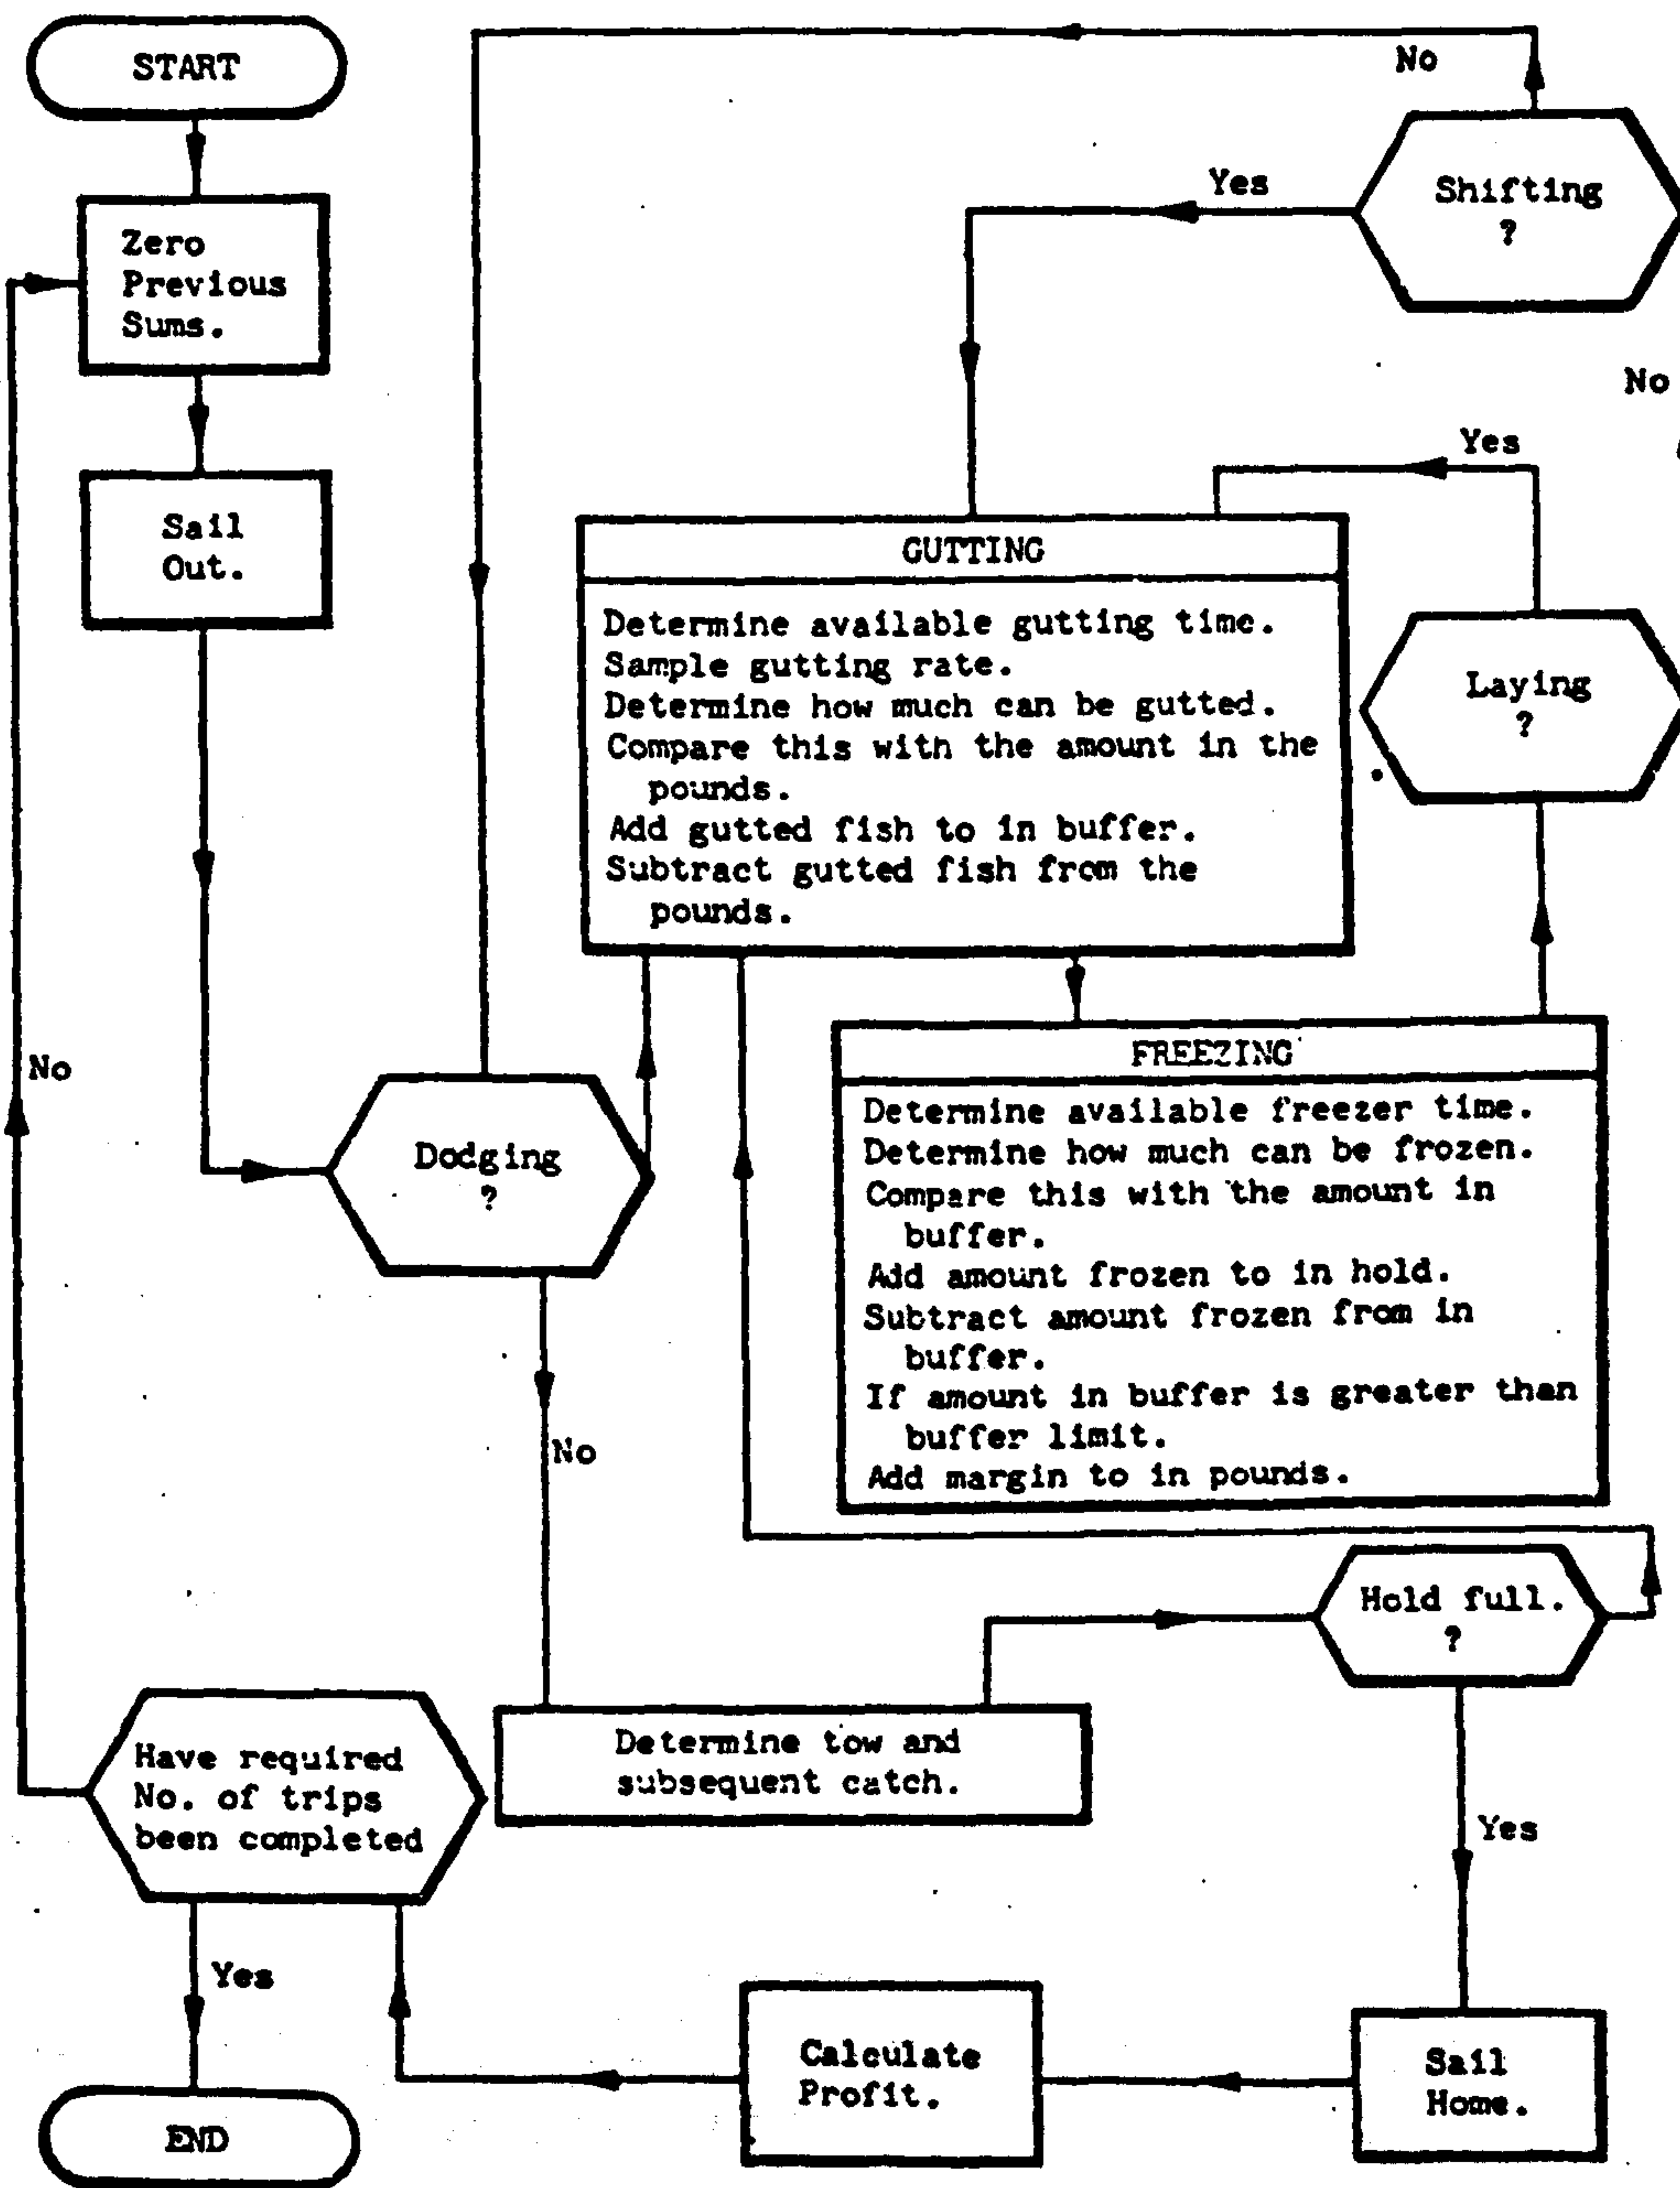 START
No
Shifting
?
Yes
Zero
Previous
Sums.
No
Yes
Sail
Out.
GUTTING
Determine available gutting time.
Sample gutting rate.
Determine how much can be gutted.
Compare this with the amount in the
pounds.
Add gutted fish to in buffer.
Subtract gutted fish from the
pounds.
Laying
?
No
Dodging
?
FREEZING
Determine available freezer time.
Determine how much can be frozen.
Compare this with the amount in
buffer.
Add amount frozen to in hold.
Subtract amount frozen from in
buffer.
If amount in buffer is greater than
buffer limit.
Add margin to in pounds.
No
Hold full.
?
Have required
No. of trips
been completed
Determine tow and
subsequent catch.
Yes
Yes
Calculate
Profit.
Sail
Home.
END